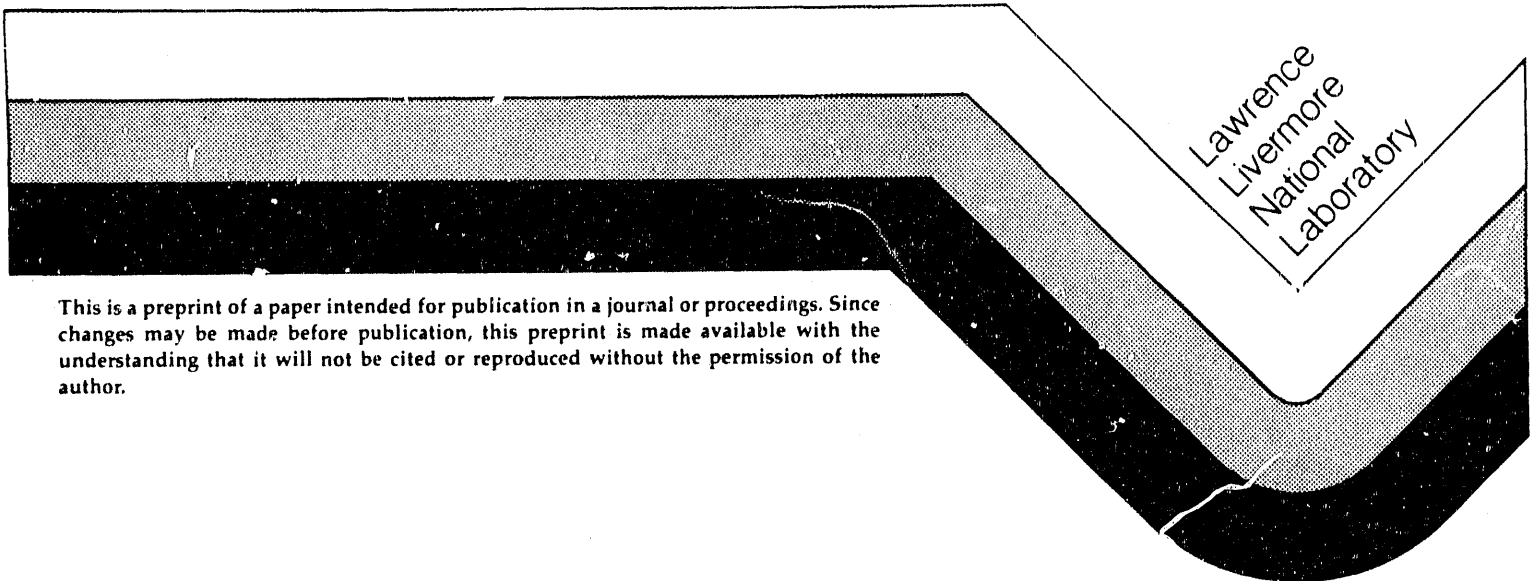 Lawrence
Livermore
National
Laboratory
This is a preprint of a paper intended for publication in a journal or proceedings. Since
changes may be made before publication, this preprint is made available with the
understanding that it will not be cited or reproduced without the permission of the
author.